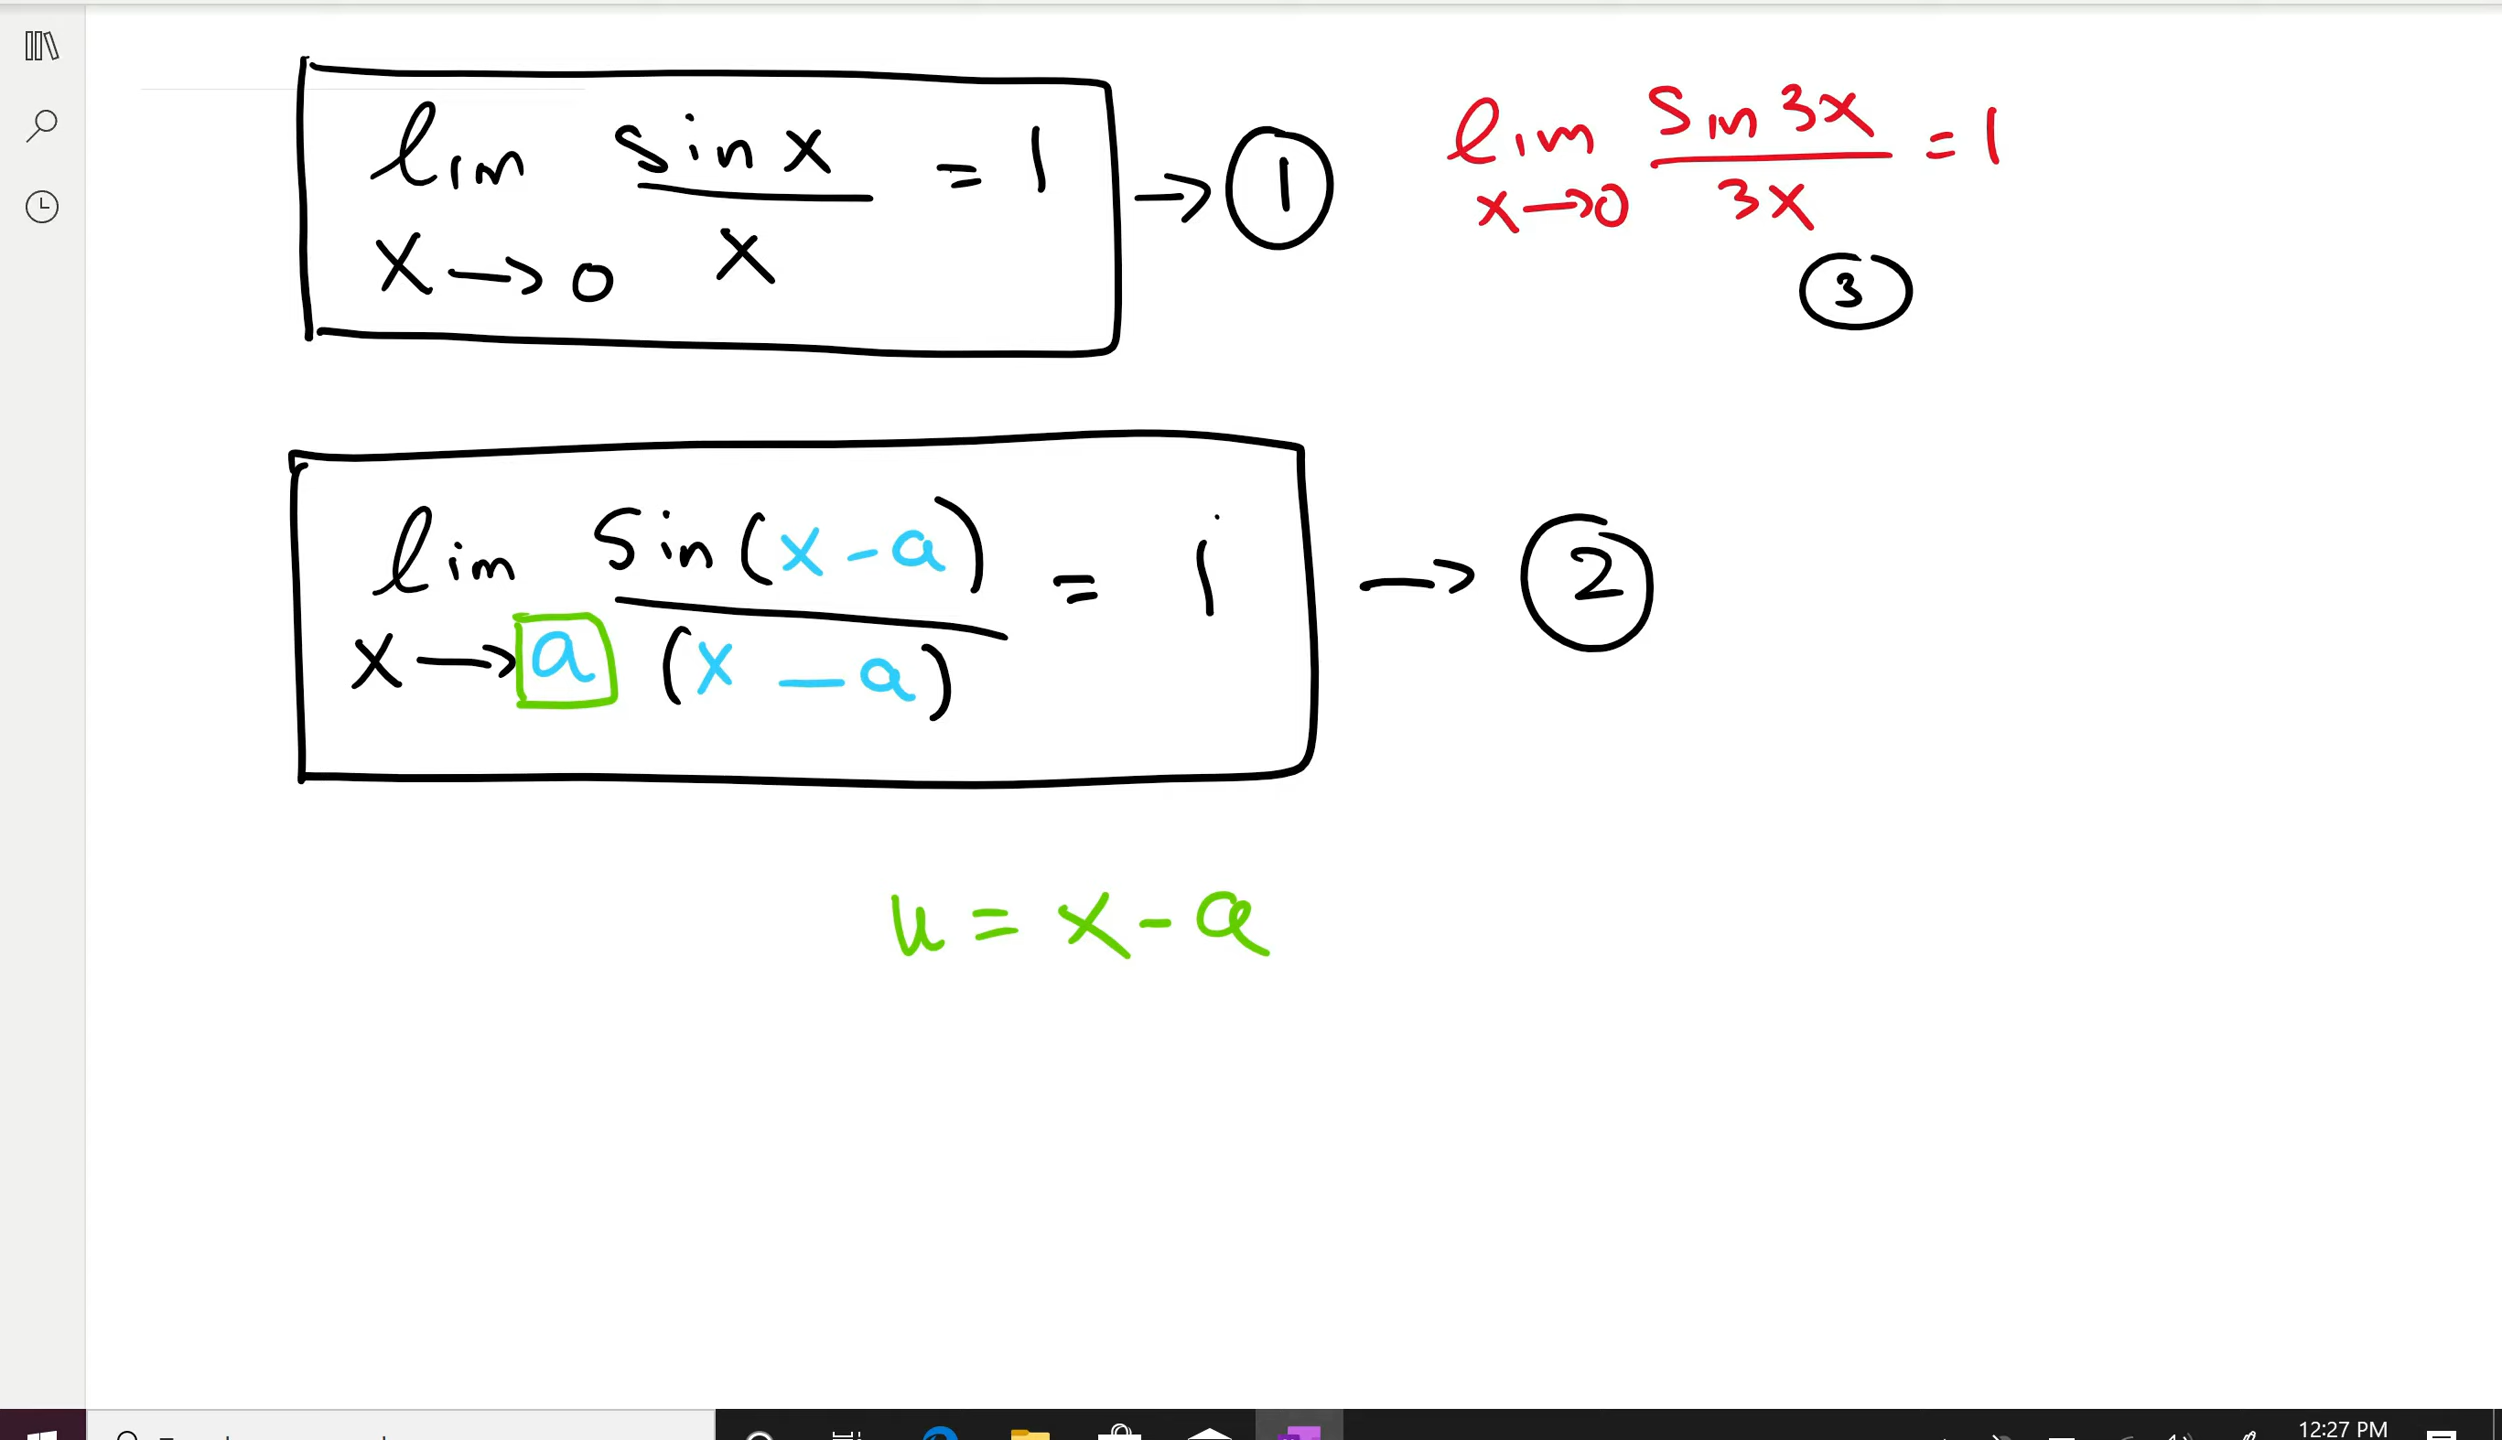 lim sin x / x = 1 → ①
x → 0
lim sin 3x / 3x = 1
x → 0
③
lim sin(x - a) / (x - a) = 1 → ②
x → a
u = x - a
12:27 PM